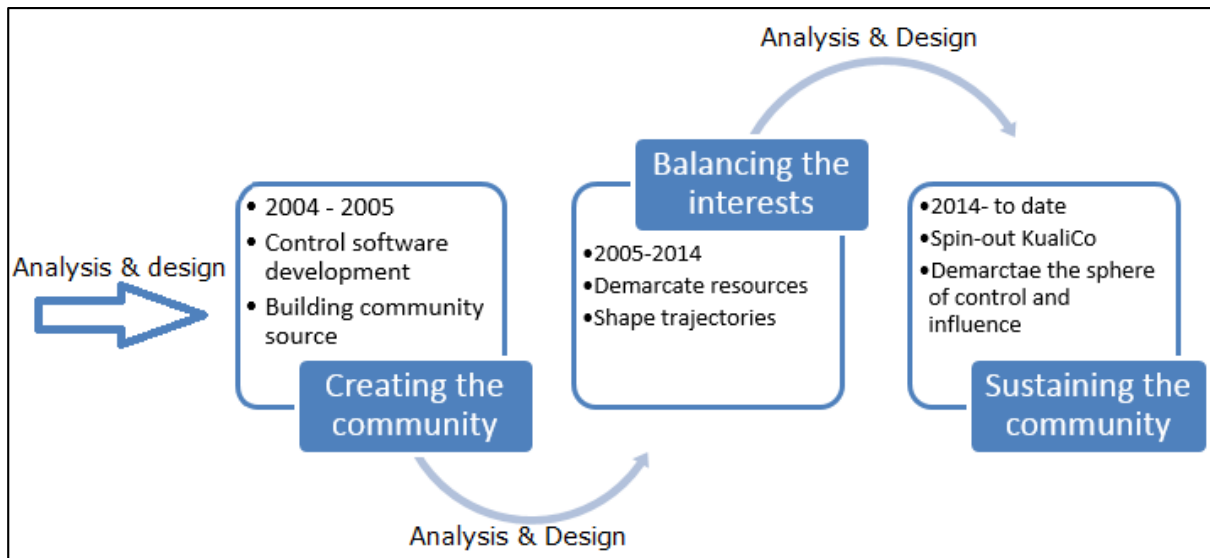 Analysis & design
• 2004 - 2005
• Control software
development
• Building community
source
Creating the
community
Analysis & Design
Balancing the
interests
•2005-2014
•Demarcate resources
•Shape trajectories
Analysis & Design
•2014- to date
•Spin-out KualiCo
•Demarctae the sphere
of control and
influence
Sustaining the
community